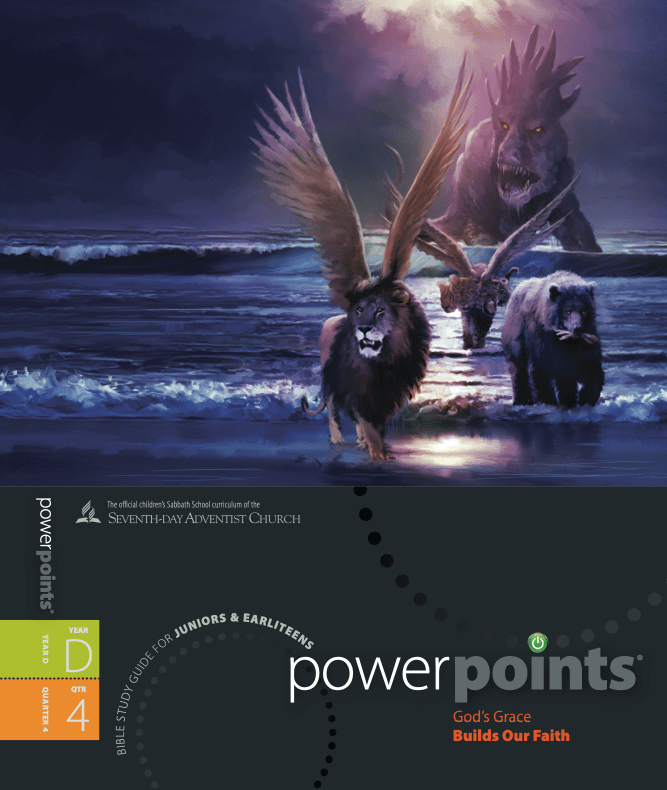 The official children's Sabbath School curriculum of the
SEVENTH-DAY ADVENTIST CHURCH
powerpoints®
YEAR
D
YEAR D
QTR
4
QUARTER 4
BIBLE STUDY GUIDE FOR JUNIORS & EARLITEENS
powerpoints®
God's Grace
Builds Our Faith